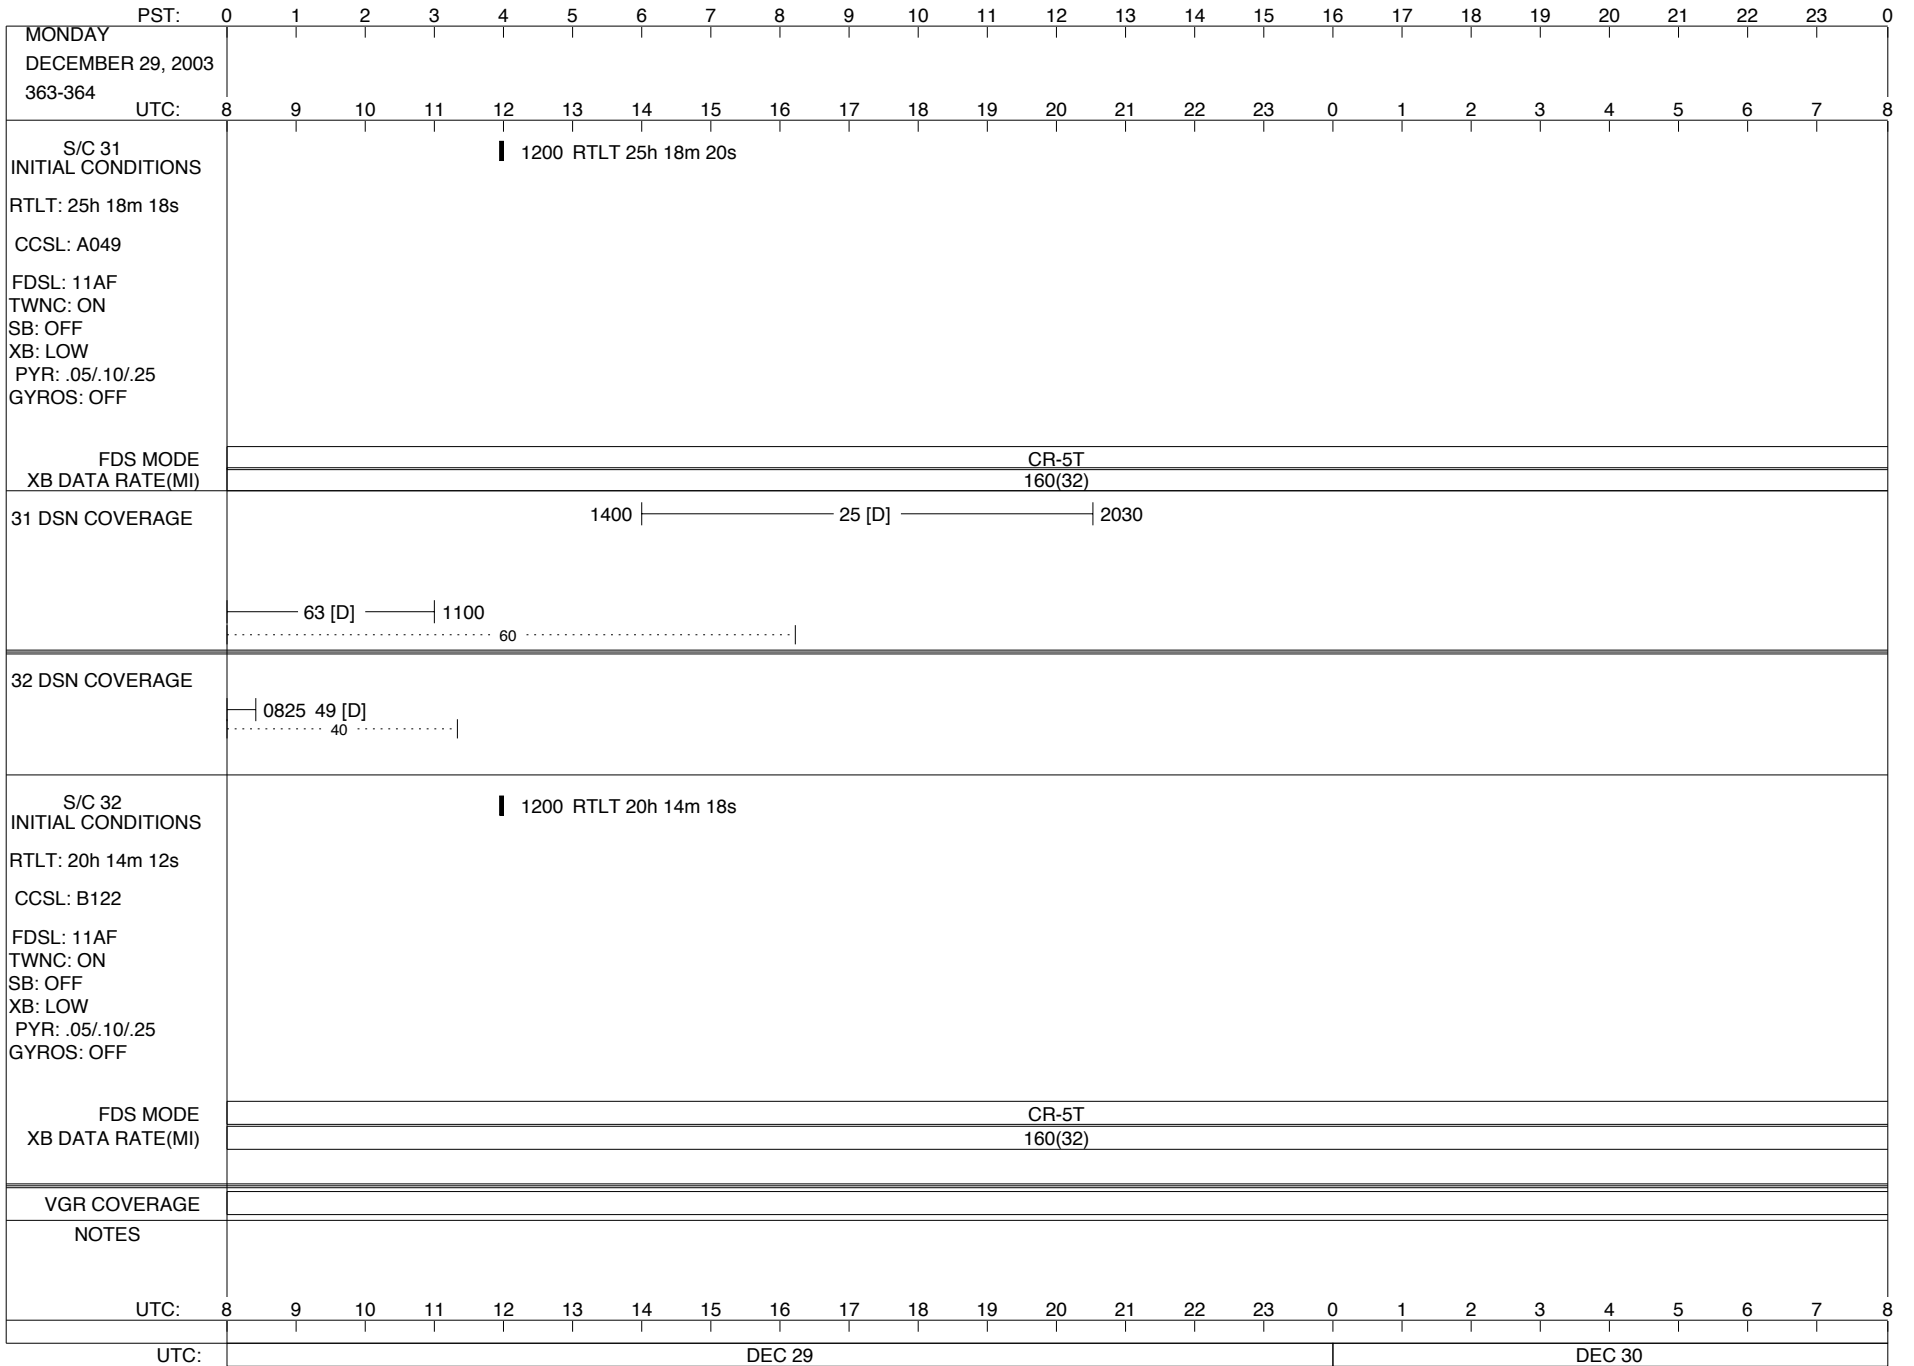 PST: 0 1 2 3 4 5 6 7 8 9 10 11 12 13 14 15 16 17 18 19 20 21 22 23 0
MONDAY
DECEMBER 29, 2003
363-364
UTC: 8 9 10 11 12 13 14 15 16 17 18 19 20 21 22 23 0 1 2 3 4 5 6 7 8
S/C 31
INITIAL CONDITIONS
1200 RTLT 25h 18m 20s
RTLT: 25h 18m 18s
CCSL: A049
FDSL: 11AF
TWNC: ON
SB: OFF
XB: LOW
PYR: .05/.10/.25
GYROS: OFF
FDS MODE CR-5T
XB DATA RATE(MI) 160(32)
31 DSN COVERAGE 1400 25 [D] 2030
63 [D] 1100
60
32 DSN COVERAGE
0825 49 [D]
40
S/C 32
INITIAL CONDITIONS
1200 RTLT 20h 14m 18s
RTLT: 20h 14m 12s
CCSL: B122
FDSL: 11AF
TWNC: ON
SB: OFF
XB: LOW
PYR: .05/.10/.25
GYROS: OFF
FDS MODE CR-5T
XB DATA RATE(MI) 160(32)
VGR COVERAGE
NOTES
UTC: 8 9 10 11 12 13 14 15 16 17 18 19 20 21 22 23 0 1 2 3 4 5 6 7 8
UTC: DEC 29 DEC 30